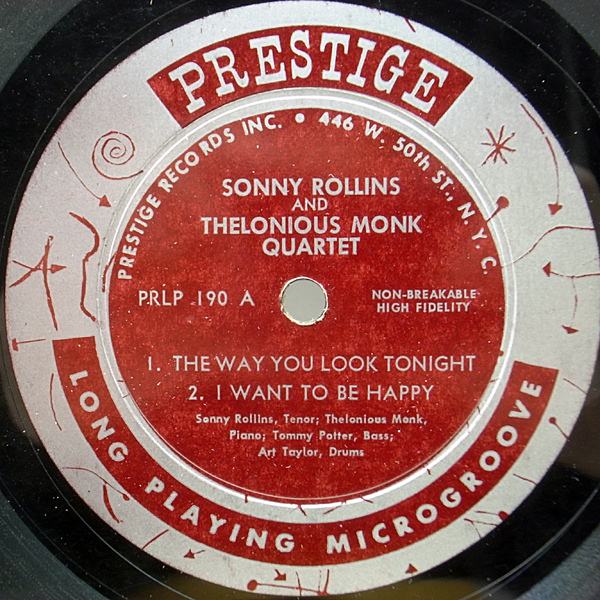 PRESTIGE
PRESTIGE RECORDS INC. • 446 W. 50th ST., N. Y. C.
SONNY ROLLINS
AND
THELONIOUS MONK
QUARTET
PRLP 190 A
NON-BREAKABLE
HIGH FIDELITY
1. THE WAY YOU LOOK TONIGHT
2. I WANT TO BE HAPPY
Sonny Rollins, Tenor; Thelonious Monk,
Piano; Tommy Potter, Bass;
Art Taylor, Drums
LONG PLAYING MICROGROOVE